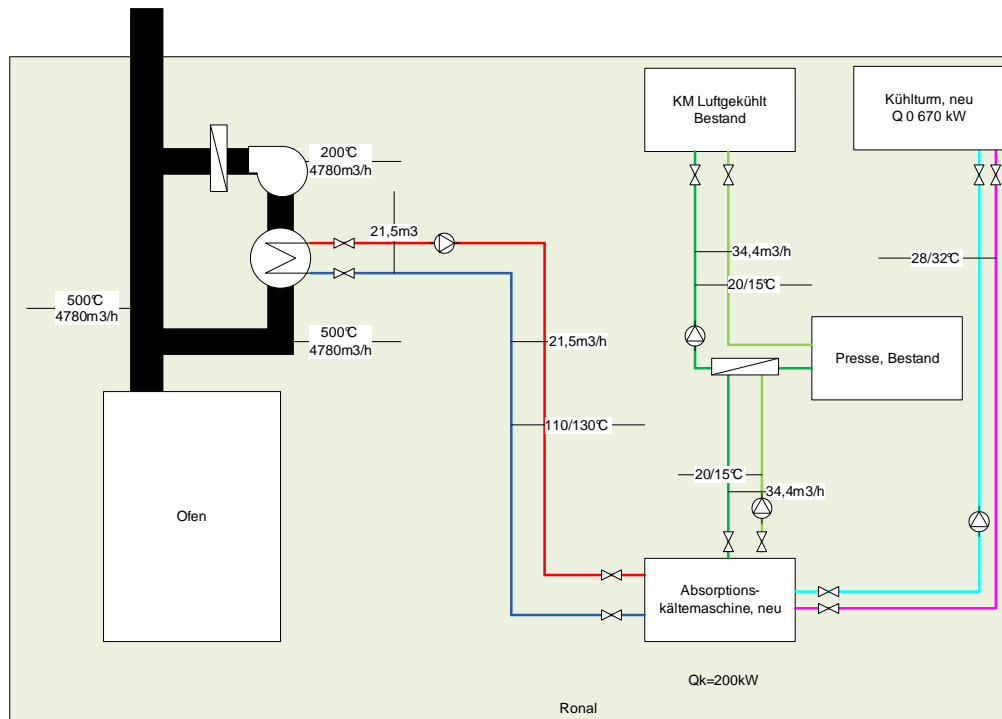 KM Luftgekühlt
Bestand
Kühlturm, neu
Q 0 670 kW
200°C
4780m3/h
21,5m3
34,4m3/h
28/32°C
20/15°C
500°C
4780m3/h
500°C
4780m3/h
21,5m3/h
Presse, Bestand
110/130°C
20/15°C
34,4m3/h
Ofen
Absorptions-
kältemaschine, neu
Qk=200kW
Ronal